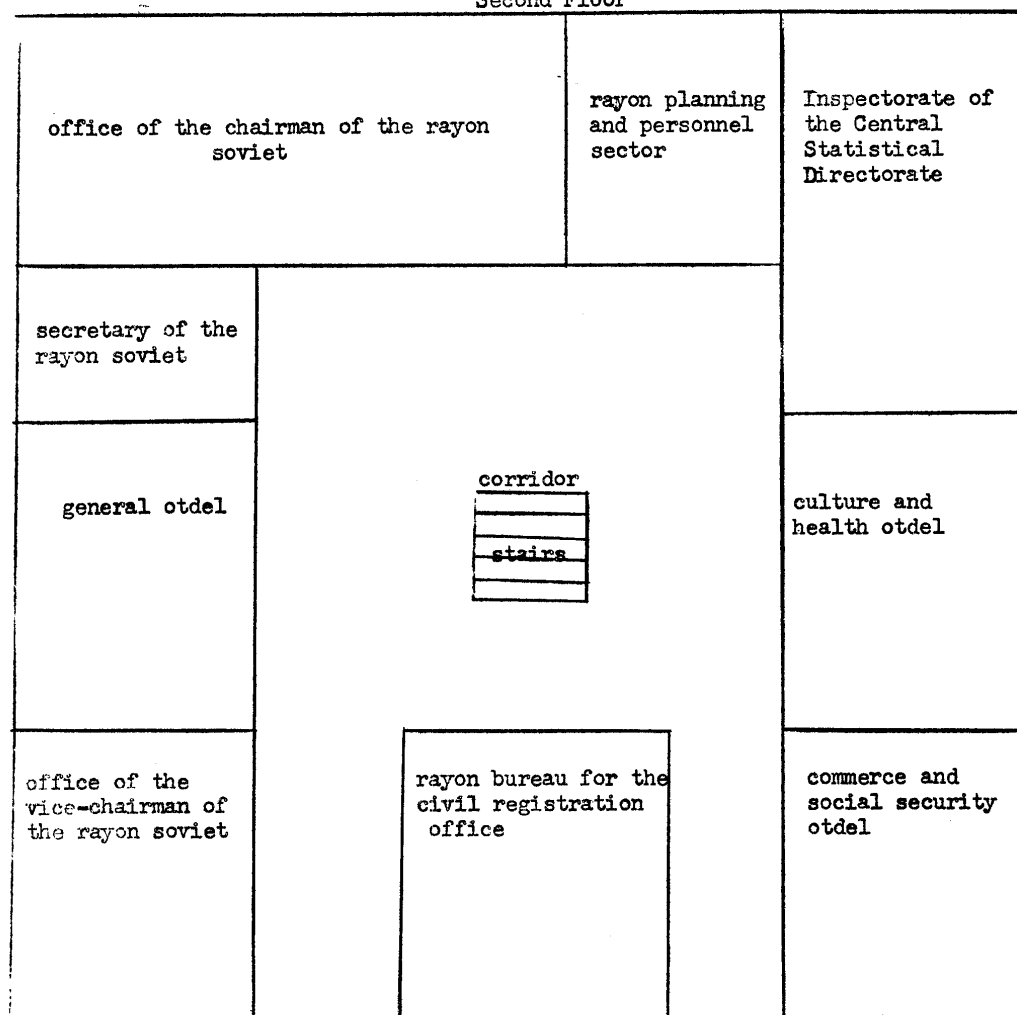 Second Floor
office of the chairman of the rayon
soviet
rayon planning
and personnel
sector
Inspectorate of
the Central
Statistical
Directorate
secretary of the
rayon soviet
general otdel
corridor
stairs
culture and
health otdel
office of the
vice-chairman of
the rayon soviet
rayon bureau for the
civil registration
office
commerce and
social security
otdel